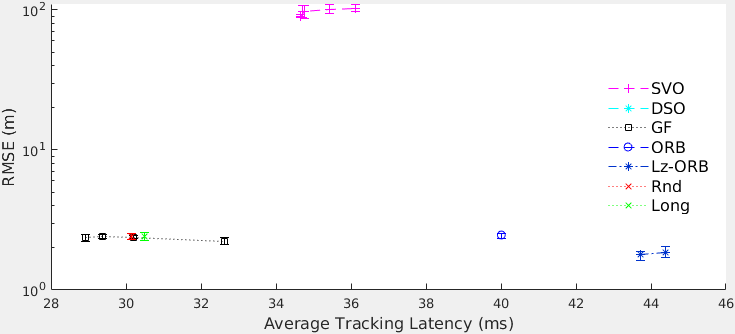 10²
10¹
10⁰
RMSE (m)
28 30 32 34 36 38 40 42 44 46
Average Tracking Latency (ms)
SVO
DSO
GF
ORB
Lz-ORB
Rnd
Long